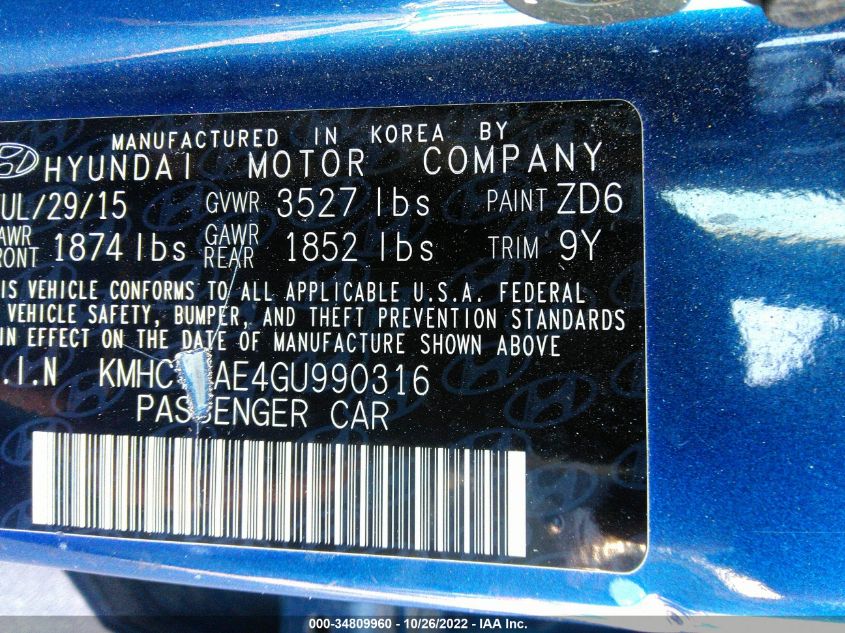 MANUFACTURED IN KOREA BY
HYUNDAI MOTOR COMPANY
UL/29/15 GVWR 3527 lbs PAINT ZD6
AWR FRONT 1874 lbs GAWR REAR 1852 lbs TRIM 9Y
IS VEHICLE CONFORMS TO ALL APPLICABLE U.S.A. FEDERAL
VEHICLE SAFETY, BUMPER, AND THEFT PREVENTION STANDARDS
IN EFFECT ON THE DATE OF MANUFACTURE SHOWN ABOVE
.I.N KMHC AE4GU990316
PASSENGER CAR
000-34809960 - 10/26/2022 - IAA Inc.